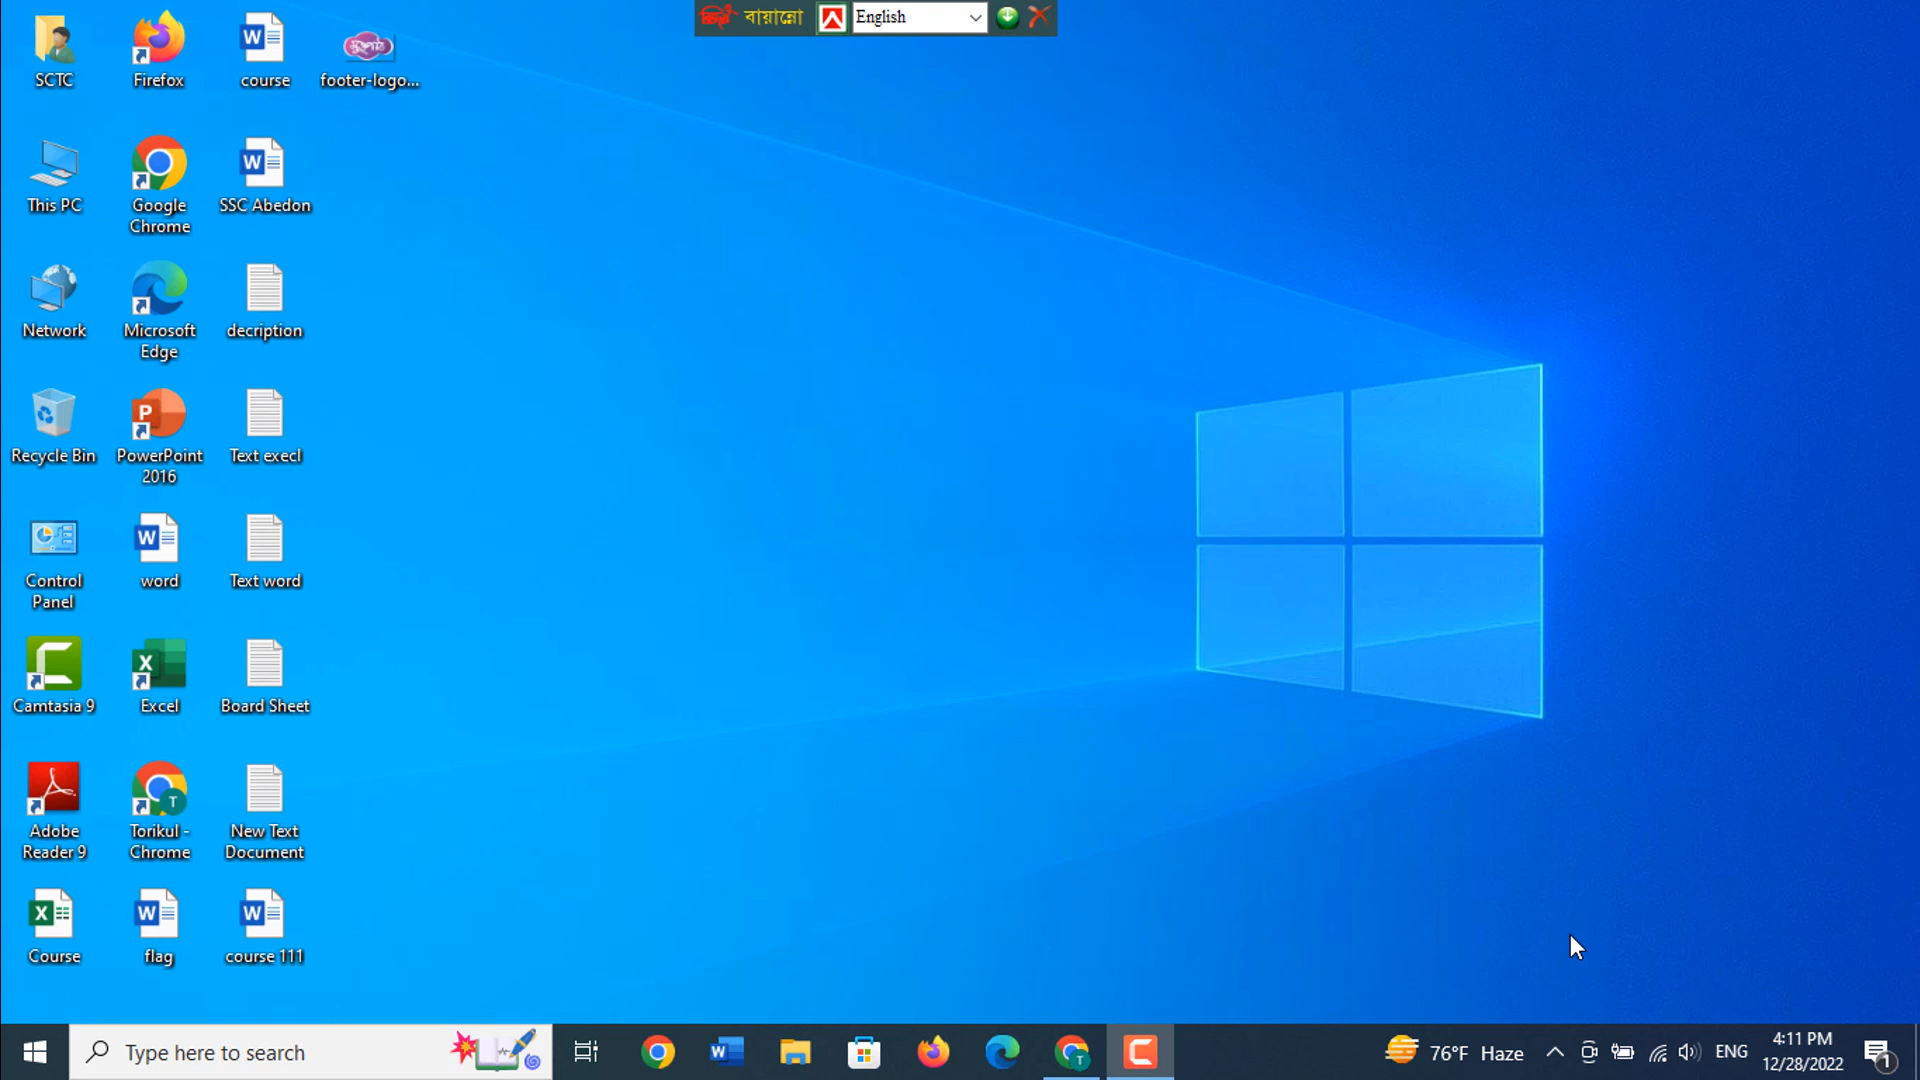 বায়ান্নো
English
SCTC
Firefox
course
footer-logo...
This PC
Google
Chrome
SSC Abedon
Network
Microsoft
Edge
decription
Recycle Bin
PowerPoint
2016
Text execl
Control
Panel
word
Text word
Camtasia 9
Excel
Board Sheet
Adobe
Reader 9
Torikul -
Chrome
New Text
Document
Course
flag
course 111
Type here to search
76°F Haze
ENG
4:11 PM
12/28/2022
1